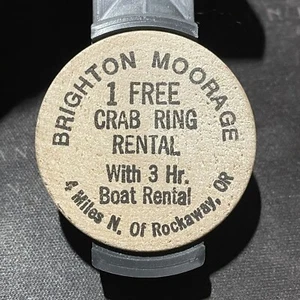 BRIGHTON MOORAGE
1 FREE
CRAB RING
RENTAL
With 3 Hr.
Boat Rental
4 Miles N. Of Rockaway, OR